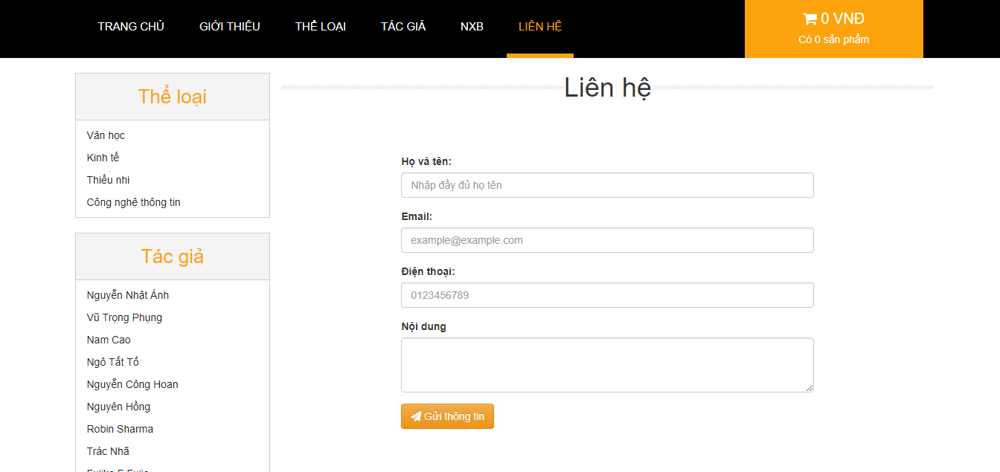 TRANG CHỦ GIỚI THIỆU THỂ LOẠI TÁC GIẢ NXB LIÊN HỆ
0 VNĐ
Có 0 sản phẩm
Thể loại
Văn học
Kinh tế
Thiếu nhi
Công nghệ thông tin
Tác giả
Nguyễn Nhật Ánh
Vũ Trọng Phụng
Nam Cao
Ngô Tất Tố
Nguyễn Công Hoan
Nguyên Hồng
Robin Sharma
Trác Nhã
Liên hệ
Họ và tên:
Nhập đầy đủ họ tên
Email:
example@example.com
Điện thoại:
0123456789
Nội dung
Gửi thông tin